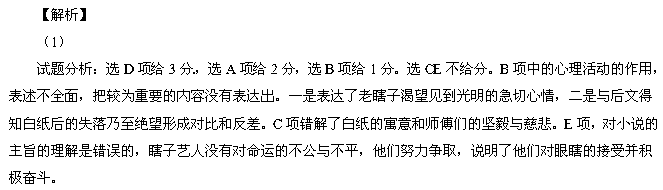 【解析】
（1）
试题分析：选 D 项给 3 分.，选 A 项给 2 分，选 B 项给 1 分。选 CE 不给分。B 项中的心理活动的作用，
表述不全面，把较为重要的内容没有表达出。一是表达了老瞎子渴望见到光明的急切心情，二是与后文得
知白纸后的失落乃至绝望形成对比和反差。C 项错解了白纸的寓意和师傅们的坚毅与慈悲。E 项，对小说的
主旨的理解是错误的，瞎子艺人没有对命运的不公与不平，他们努力争取，说明了他们对眼瞎的接受并积
极奋斗。